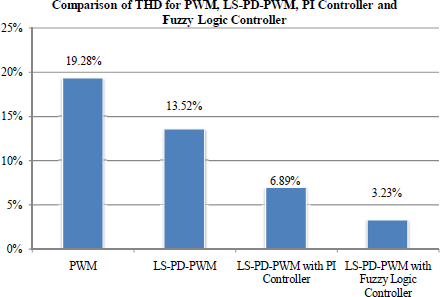 Comparison of THD for PWM, LS-PD-PWM, PI Controller and
Fuzzy Logic Controller
25%
20%
15%
10%
5%
0%
19.28%
13.52%
6.89%
3.23%
PWM
LS-PD-PWM
LS-PD-PWM with PI
Controller
LS-PD-PWM with
Fuzzy Logic
Controller